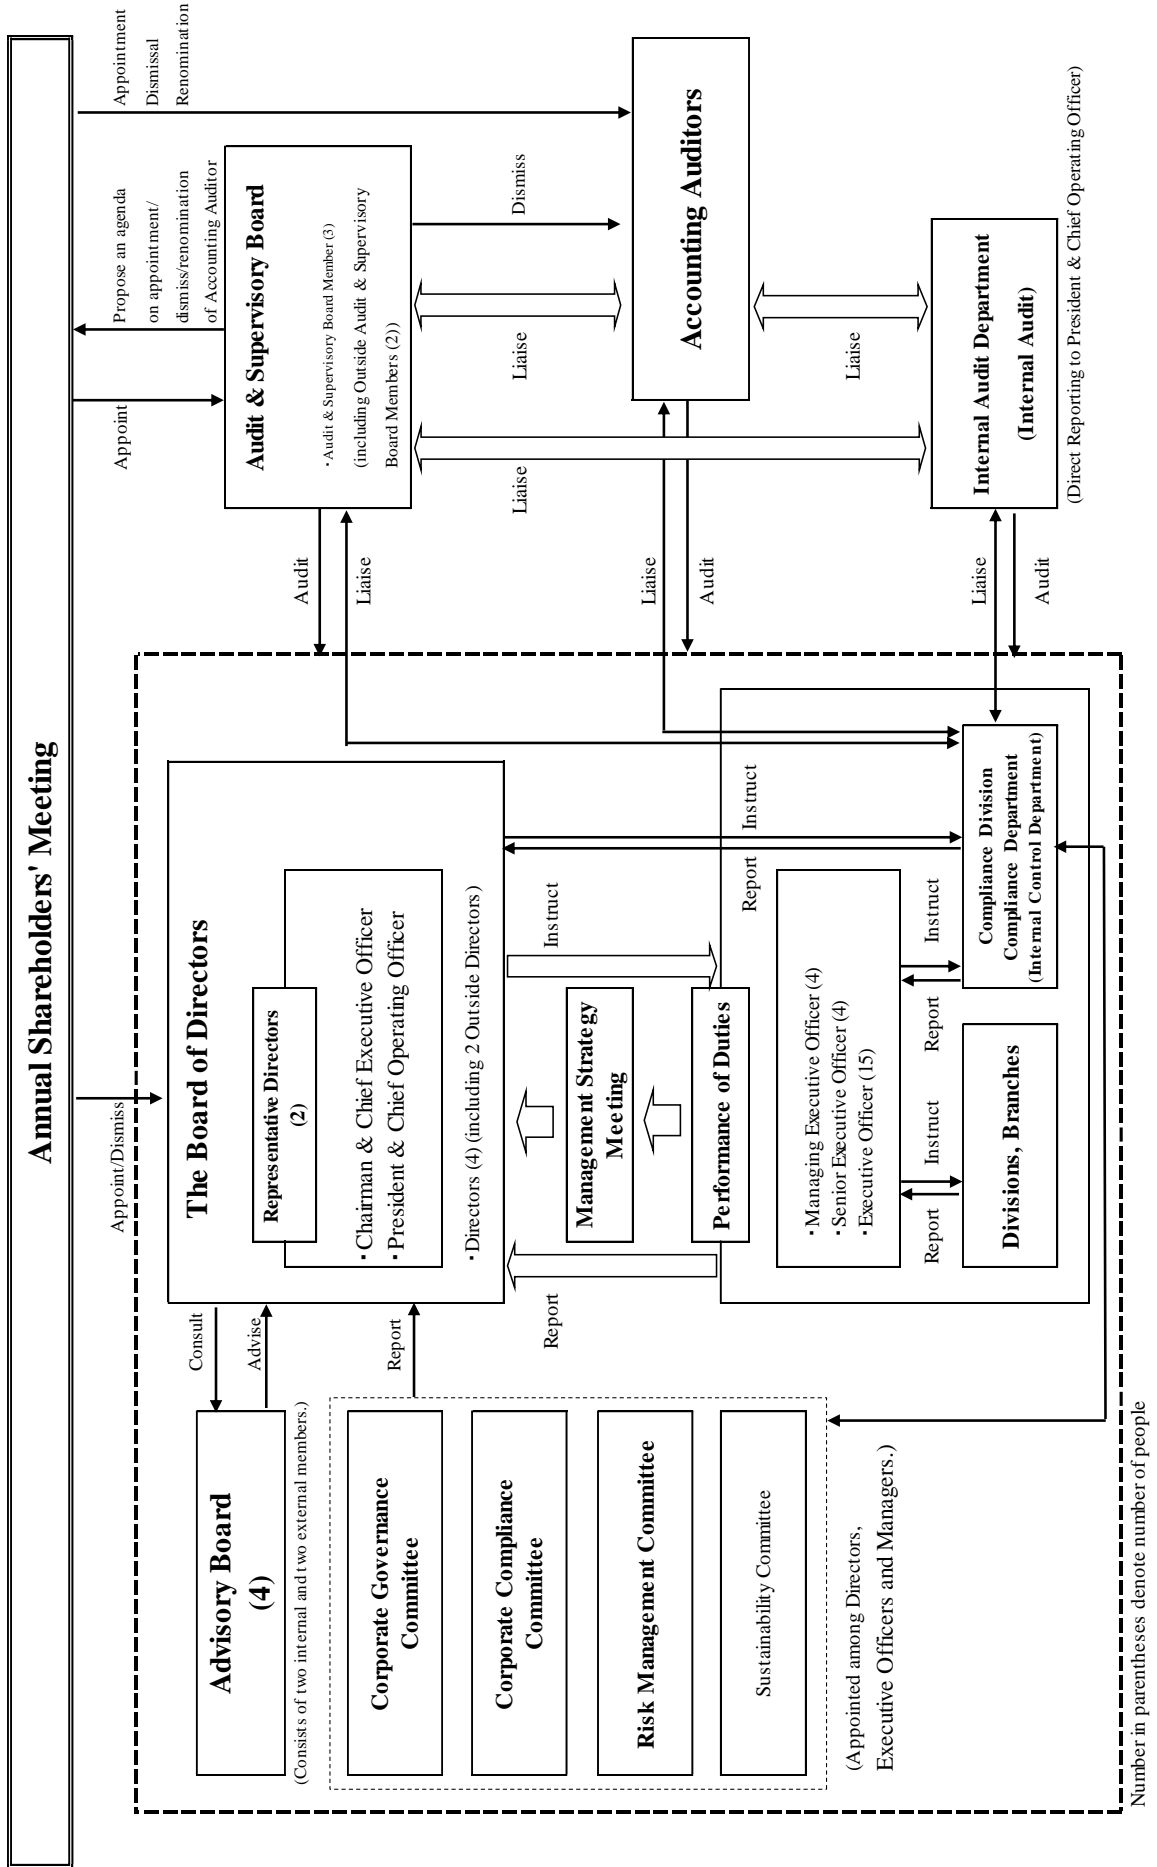 Annual Shareholders' Meeting
Appoint/Dismiss
Appoint
Propose an agenda
on appointment/
dismiss/renomination
of Accounting Auditor
Appointment
Dismissal
Renomination
Advisory Board
(4)
(Consists of two internal and two external members.)
Consult
Advise
Report
Corporate Governance
Committee
Corporate Compliance
Committee
Risk Management Committee
Sustainability Committee
(Appointed among Directors,
Executive Officers and Managers.)
The Board of Directors
Representative Directors
(2)
・Chairman & Chief Executive Officer
・President & Chief Operating Officer
・Directors (4) (including 2 Outside Directors)
Report
Instruct
Management Strategy
Meeting
Performance of Duties
・Managing Executive Officer (4)
・Senior Executive Officer (4)
・Executive Officer (15)
Report
Instruct
Report
Instruct
Report
Instruct
Divisions, Branches
Compliance Division
Compliance Department
(Internal Control Department)
Audit
Liaise
Liaise
Audit
Liaise
Audit
Audit & Supervisory Board
・Audit & Supervisory Board Member (3)
(including Outside Audit & Supervisory
Board Members (2))
Liaise
Liaise
Dismiss
Accounting Auditors
Liaise
Internal Audit Department
(Internal Audit)
(Direct Reporting to President & Chief Operating Officer)
Number in parentheses denote number of people